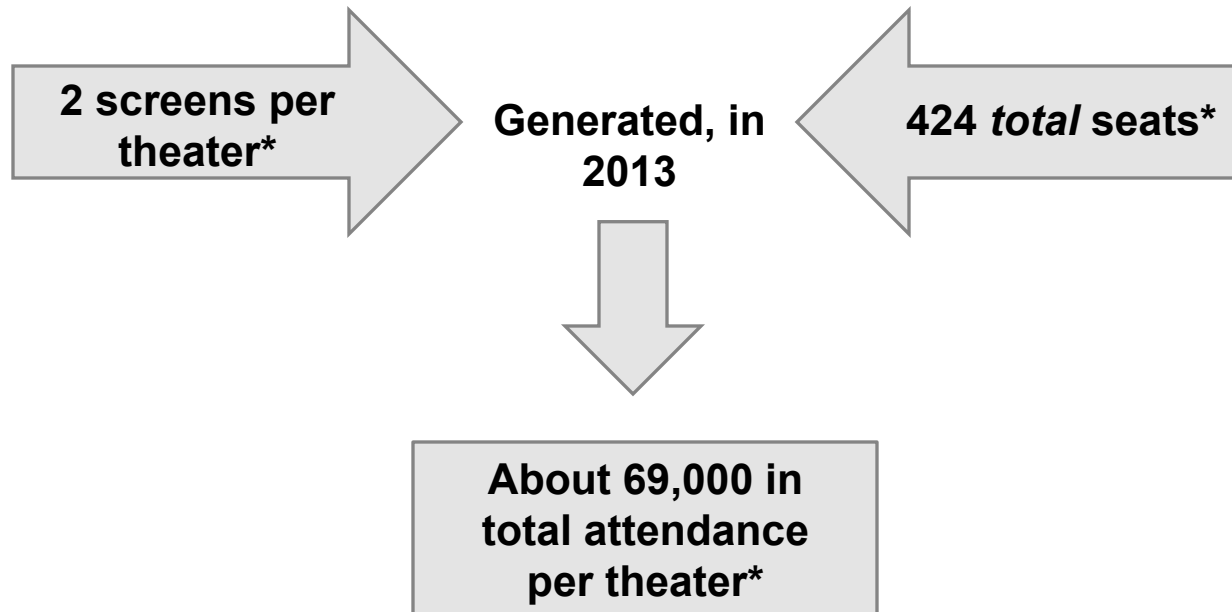 2 screens per
theater*
Generated, in
2013
424 total seats*
About 69,000 in
total attendance
per theater*